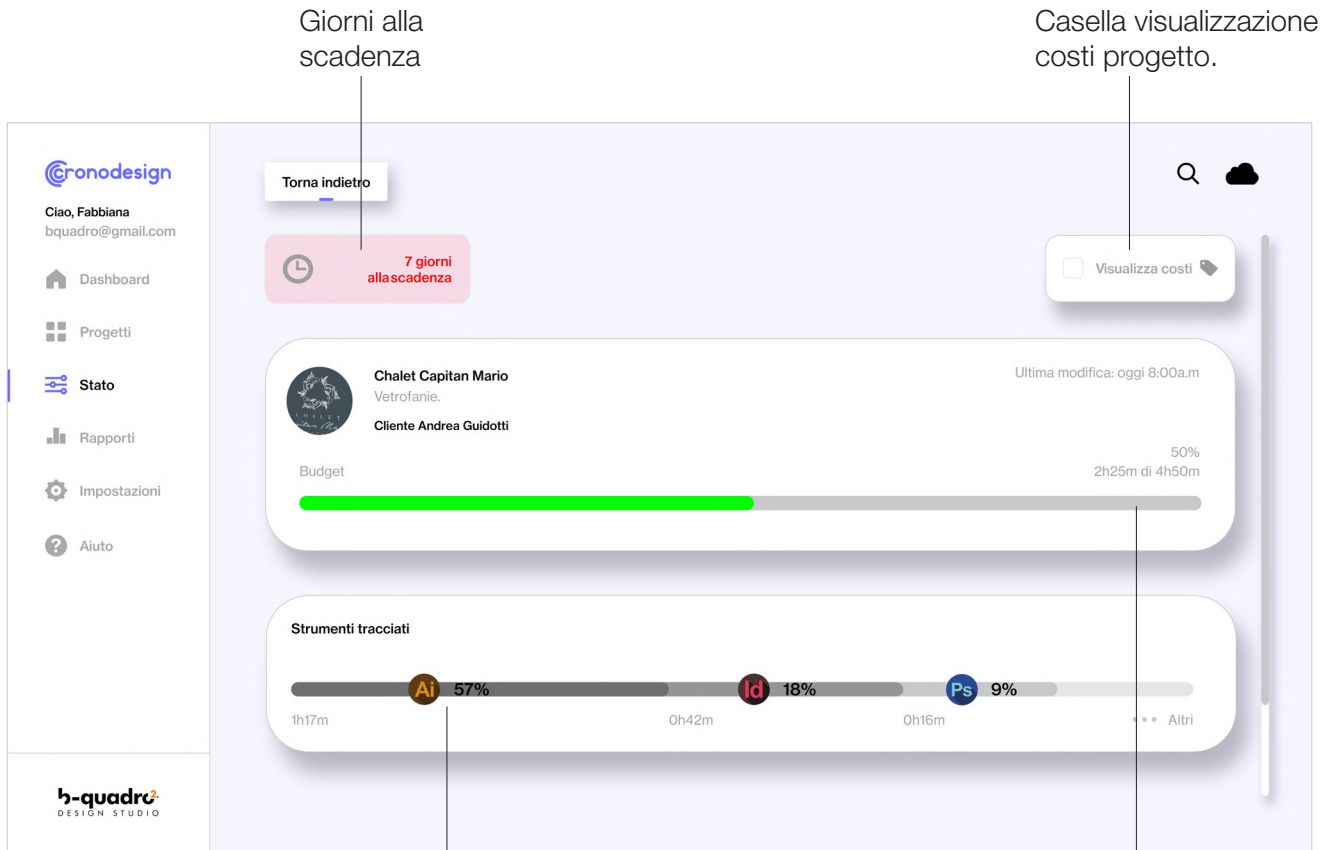 Giorni alla
scadenza
Casella visualizzazione
costi progetto.
cronodesign
Ciao, Fabbiana
bquadro@gmail.com
Dashboard
Progetti
Stato
Rapporti
Impostazioni
Aiuto
b-quadro2.
DESIGN STUDIO
Torna indietro
7 giorni
alla scadenza
Visualizza costi
CHALET
Chalet Capitan Mario
Vetrofanie.
Cliente Andrea Guidotti
Ultima modifica: oggi 8:00a.m
Budget
50%
2h25m di 4h50m
Strumenti tracciati
Ai 57%
Id 18%
Ps 9%
1h17m
0h42m
0h16m
Altri